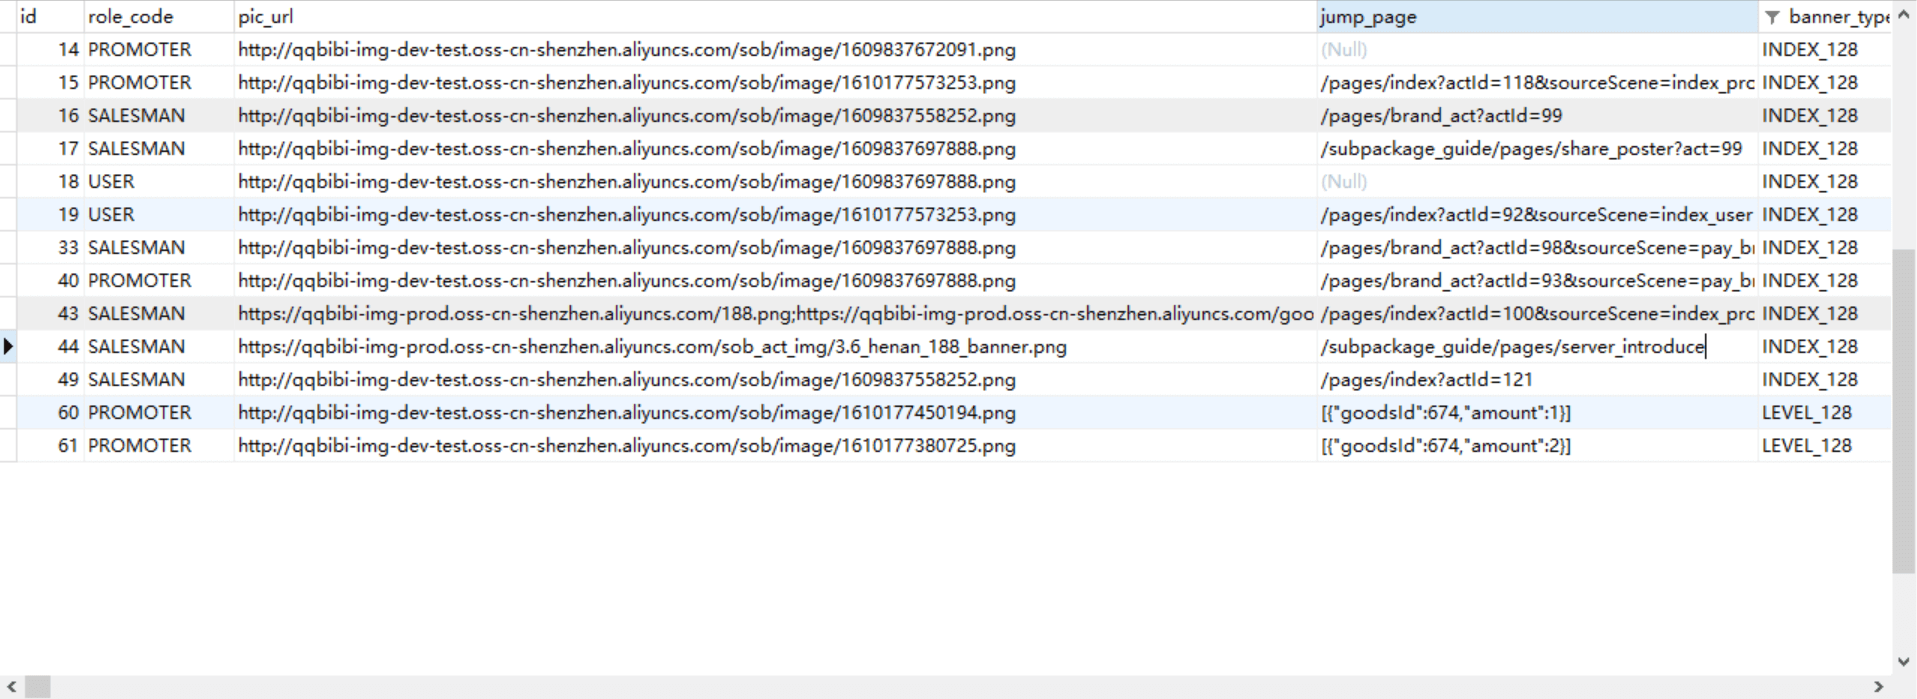 id role_code pic_url jump_page banner_type
14 PROMOTER http://qqbibi-img-dev-test.oss-cn-shenzhen.aliyuncs.com/sob/image/1609837672091.png (Null) INDEX_128
15 PROMOTER http://qqbibi-img-dev-test.oss-cn-shenzhen.aliyuncs.com/sob/image/1610177573253.png /pages/index?actId=118&sourceScene=index_prc INDEX_128
16 SALESMAN http://qqbibi-img-dev-test.oss-cn-shenzhen.aliyuncs.com/sob/image/1609837558252.png /pages/brand_act?actId=99 INDEX_128
17 SALESMAN http://qqbibi-img-dev-test.oss-cn-shenzhen.aliyuncs.com/sob/image/1609837697888.png /subpackage_guide/pages/share_poster?act=99 INDEX_128
18 USER http://qqbibi-img-dev-test.oss-cn-shenzhen.aliyuncs.com/sob/image/1609837697888.png (Null) INDEX_128
19 USER http://qqbibi-img-dev-test.oss-cn-shenzhen.aliyuncs.com/sob/image/1610177573253.png /pages/index?actId=92&sourceScene=index_user INDEX_128
33 SALESMAN http://qqbibi-img-dev-test.oss-cn-shenzhen.aliyuncs.com/sob/image/1609837697888.png /pages/brand_act?actId=98&sourceScene=pay_b INDEX_128
40 PROMOTER http://qqbibi-img-dev-test.oss-cn-shenzhen.aliyuncs.com/sob/image/1609837697888.png /pages/brand_act?actId=93&sourceScene=pay_b INDEX_128
43 SALESMAN https://qqbibi-img-prod.oss-cn-shenzhen.aliyuncs.com/188.png;https://qqbibi-img-prod.oss-cn-shenzhen.aliyuncs.com/goo /pages/index?actId=100&sourceScene=index_prc INDEX_128
44 SALESMAN https://qqbibi-img-prod.oss-cn-shenzhen.aliyuncs.com/sob_act_img/3.6_henan_188_banner.png /subpackage_guide/pages/server_introduce INDEX_128
49 SALESMAN http://qqbibi-img-dev-test.oss-cn-shenzhen.aliyuncs.com/sob/image/1609837558252.png /pages/index?actId=121 INDEX_128
60 PROMOTER http://qqbibi-img-dev-test.oss-cn-shenzhen.aliyuncs.com/sob/image/1610177450194.png [{"goodsId":674,"amount":1}] LEVEL_128
61 PROMOTER http://qqbibi-img-dev-test.oss-cn-shenzhen.aliyuncs.com/sob/image/1610177380725.png [{"goodsId":674,"amount":2}] LEVEL_128